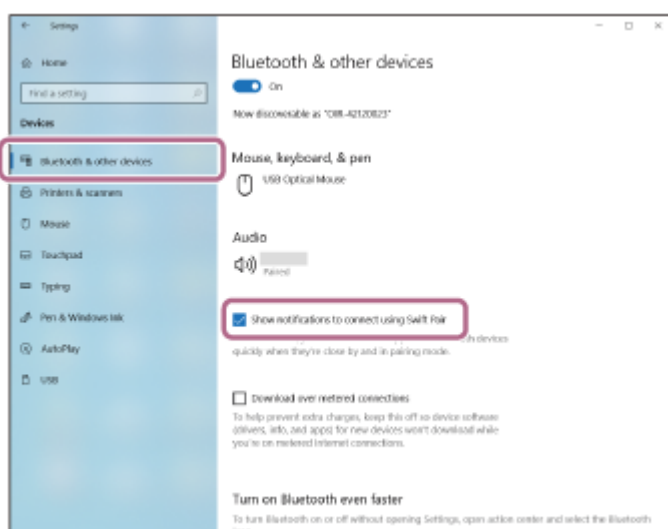 Settings
Home
Find a setting
Devices
Bluetooth & other devices
Printers & scanners
Mouse
Touchpad
Typing
Pen & Windows Ink
AutoPlay
USB
Bluetooth & other devices
On
Now discoverable as
Mouse, keyboard, & pen
USB Optical Mouse
Audio
Paired
Show notifications to connect using Swift Pair
devices
quickly when they're close by and in pairing mode.
Download over metered connections
To help prevent extra charges, keep this off so device software
(drivers, info, and apps) for new devices won't download while
you're on metered internet connections.
Turn on Bluetooth even faster
To turn Bluetooth on or off without opening Settings, open action center and select the Bluetooth